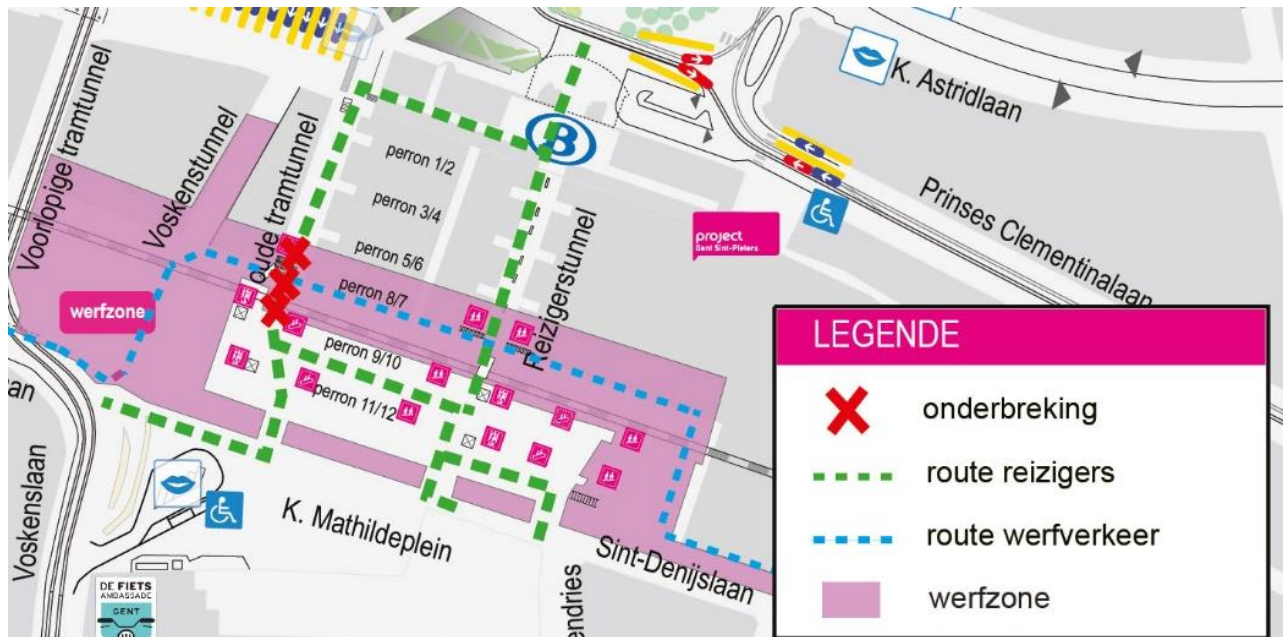 K. Astridlaan
B
Voorlopige tramtunnel
Voskenstunnel
oude tramtunnel
perron 1/2
perron 3/4
perron 5/6
perron 8/7
perron 9/10
perron 11/12
Reizigerstunnel
project
Gent Sint-Pieters
Prinses Clementinalaan
werfzone
an
Voskenslaan
K. Mathildeplein
Sint-Denijslaan
endries
DE FIETS
AMBASSADE
GENT
LEGENDE
onderbreking
route reizigers
route werfverkeer
werfzone